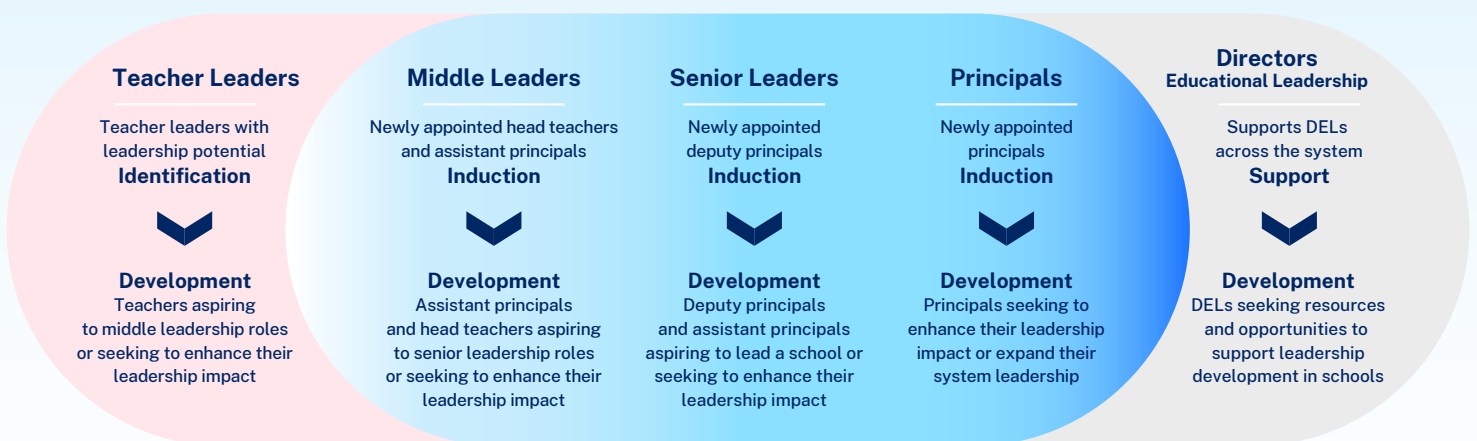 Teacher Leaders
Teacher leaders with
leadership potential
Identification
Development
Teachers aspiring
to middle leadership roles
or seeking to enhance their
leadership impact
Middle Leaders
Newly appointed head teachers
and assistant principals
Induction
Development
Assistant principals
and head teachers aspiring
to senior leadership roles
or seeking to enhance their
leadership impact
Senior Leaders
Newly appointed
deputy principals
Induction
Development
Deputy principals
and assistant principals
aspiring to lead a school or
seeking to enhance their
leadership impact
Principals
Newly appointed
principals
Induction
Development
Principals seeking to
enhance their leadership
impact or expand their
system leadership
Directors
Educational Leadership
Supports DELs
across the system
Support
Development
DELs seeking resources
and opportunities to
support leadership
development in schools